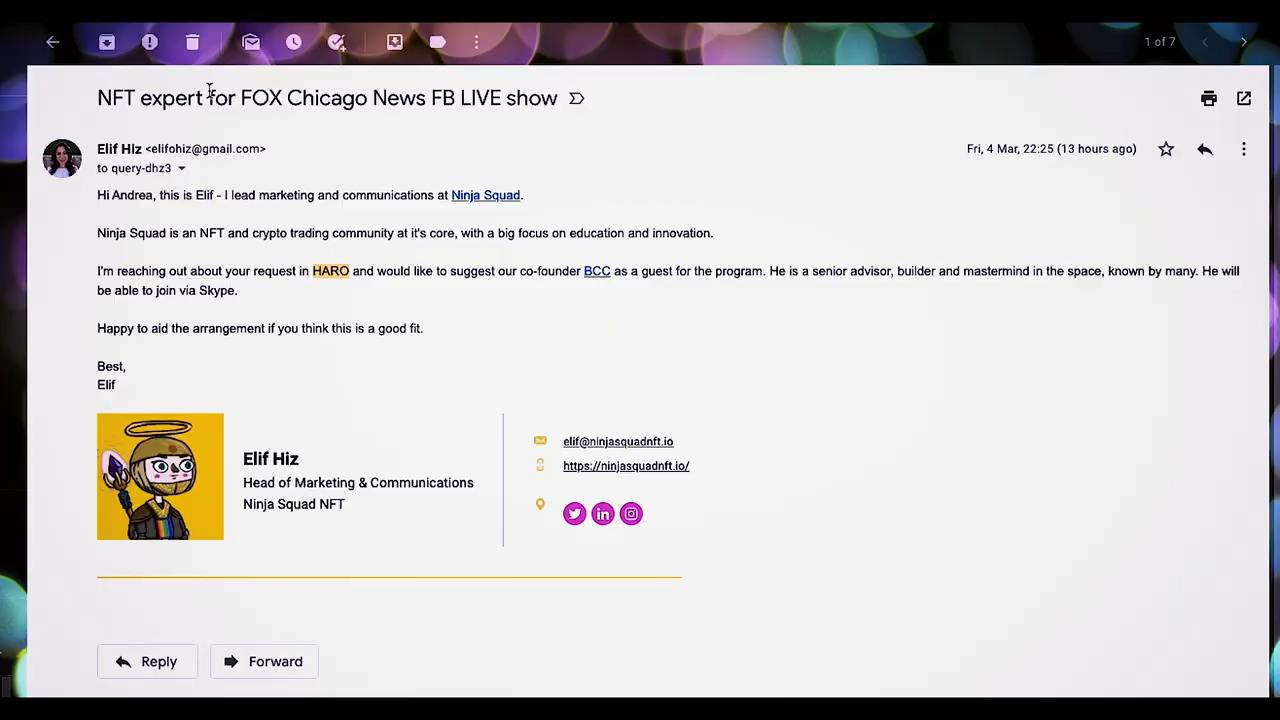 1 of 7
NFT expert for FOX Chicago News FB LIVE show
Elif Hiz <elifohiz@gmail.com>
Fri, 4 Mar, 22:25 (13 hours ago)
to query-dhz3
Hi Andrea, this is Elif - I lead marketing and communications at Ninja Squad.
Ninja Squad is an NFT and crypto trading community at it's core, with a big focus on education and innovation.
I'm reaching out about your request in HARO and would like to suggest our co-founder BCC as a guest for the program. He is a senior advisor, builder and mastermind in the space, known by many. He will
be able to join via Skype.
Happy to aid the arrangement if you think this is a good fit.
Best,
Elif
Elif Hiz
Head of Marketing & Communications
Ninja Squad NFT
elif@ninjasquadnft.io
https://ninjasquadnft.io/
Reply
Forward